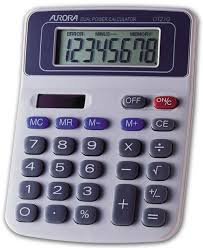 AURORA DUAL POWER CALCULATOR DT210
ERROR MINUS MEMORY
12345678
OFF ON/C
MC MR M− M+ CE
7 8 9 × %
4 5 6 ÷ √
1 2 3 + +/−
0 . − =